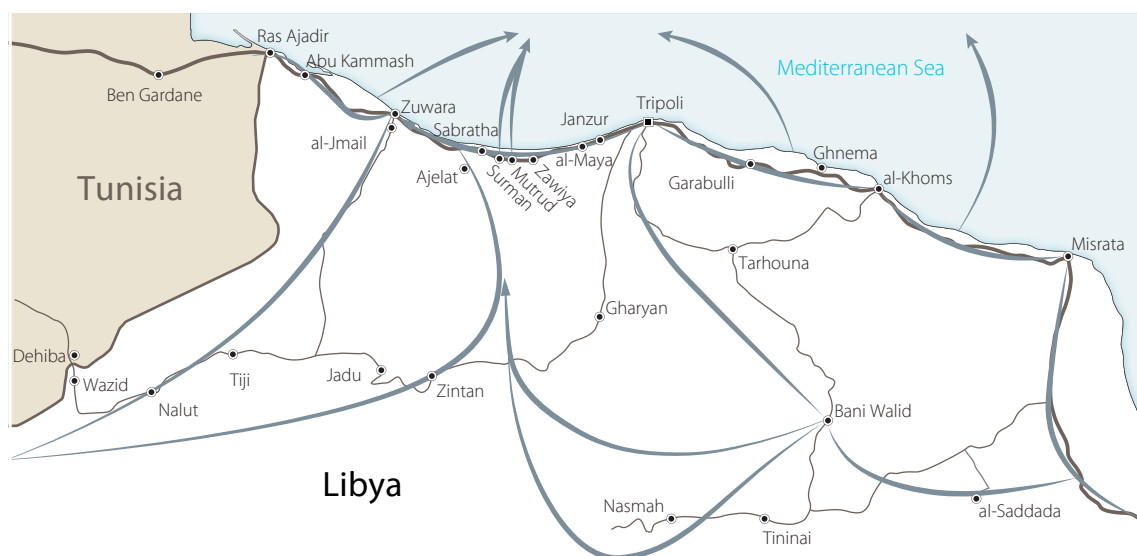 Ras Ajadir
Abu Kammash
Mediterranean Sea
Ben Gardane
Zuwara
Tripoli
Janzur
al-Jmail
Sabratha
al-Maya
Ghnema
Ajelat
Surman
Mutrud
Zawiya
Garabulli
al-Khoms
Tunisia
Misrata
Tarhouna
Gharyan
Dehiba
Wazid
Tiji
Jadu
Zintan
Nalut
Bani Walid
Libya
Nasmah
al-Saddada
Tininai